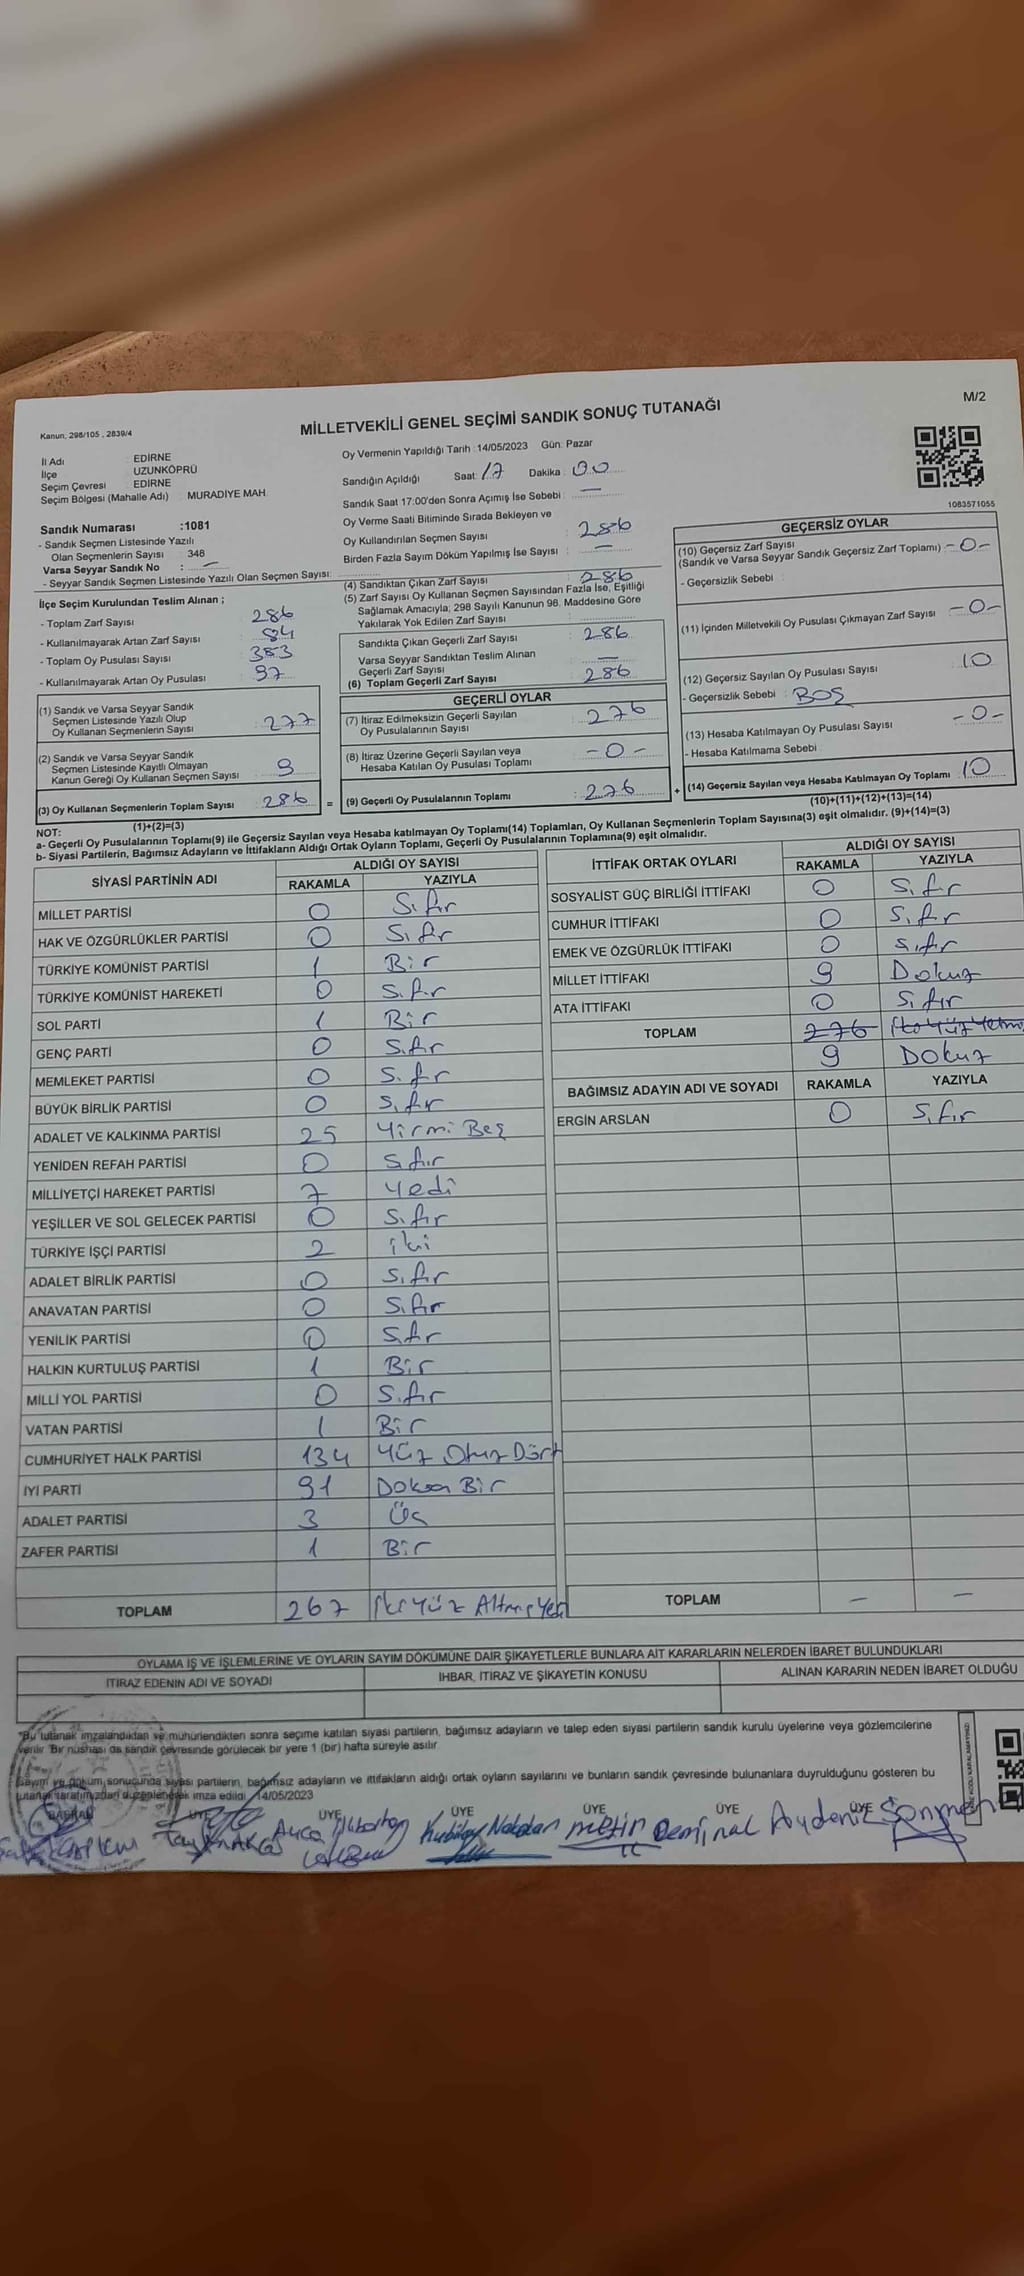 M/2
MİLLETVEKİLİ GENEL SEÇİMİ SANDIK SONUÇ TUTANAĞI
Kanun; 298/105 , 2839/4
İl Adı : EDİRNE
İlçe UZUNKÖPRÜ
Seçim Çevresi : EDİRNE
Seçim Bölgesi (Mahalle Adı) : MURADİYE MAH.
Oy Vermenin Yapıldığı Tarih :14/05/2023 Gün: Pazar
Sandığın Açıldığı Saat: 17 Dakika : 00
Sandık Saat 17:00'den Sonra Açımış İse Sebebi : —
Oy Verme Saati Bitiminde Sırada Bekleyen ve
Oy Kullandırılan Seçmen Sayısı : 286
Birden Fazla Sayım Döküm Yapılmış İse Sayısı : —
1083571055
Sandık Numarası :1081
- Sandık Seçmen Listesinde Yazılı
Olan Seçmenlerin Sayısı : 348
Varsa Seyyar Sandık No : —
- Seyyar Sandık Seçmen Listesinde Yazılı Olan Seçmen Sayısı:
İlçe Seçim Kurulundan Teslim Alınan ;
- Toplam Zarf Sayısı : 286
- Kullanılmayarak Artan Zarf Sayısı : 84
- Toplam Oy Pusulası Sayısı : 383
- Kullanılmayarak Artan Oy Pusulası : 97
(1) Sandık ve Varsa Seyyar Sandık
Seçmen Listesinde Yazılı Olup
Oy Kullanan Seçmenlerin Sayısı : 277
(2) Sandık ve Varsa Seyyar Sandık
Seçmen Listesinde Kayıtlı Olmayan
Kanun Gereği Oy Kullanan Seçmen Sayısı : 9
(3) Oy Kullanan Seçmenlerin Toplam Sayısı : 286 =
(1)+(2)=(3)
(4) Sandıktan Çıkan Zarf Sayısı : 286
(5) Zarf Sayısı Oy Kullanan Seçmen Sayısından Fazla İse, Eşitliği
Sağlamak Amacıyla; 298 Sayılı Kanunun 98. Maddesine Göre
Yakılarak Yok Edilen Zarf Sayısı :
Sandıkta Çıkan Geçerli Zarf Sayısı : 286
Varsa Seyyar Sandıktan Teslim Alınan
Geçerli Zarf Sayısı : —
(6) Toplam Geçerli Zarf Sayısı : 286
GEÇERLİ OYLAR
(7) İtiraz Edilmeksizin Geçerli Sayılan
Oy Pusulalarının Sayısı : 276
(8) İtiraz Üzerine Geçerli Sayılan veya
Hesaba Katılan Oy Pusulası Toplamı : -0-
(9) Geçerli Oy Pusulalarının Toplamı : 276 +
GEÇERSİZ OYLAR
(10) Geçersiz Zarf Sayısı
(Sandık ve Varsa Seyyar Sandık Geçersiz Zarf Toplamı) -0-
- Geçersizlik Sebebi :
(11) İçinden Milletvekili Oy Pusulası Çıkmayan Zarf Sayısı -0-
(12) Geçersiz Sayılan Oy Pusulası Sayısı 10
- Geçersizlik Sebebi : BOŞ
(13) Hesaba Katılmayan Oy Pusulası Sayısı -0-
- Hesaba Katılmama Sebebi :
(14) Geçersiz Sayılan veya Hesaba Katılmayan Oy Toplamı : 10
(10)+(11)+(12)+(13)=(14)
NOT:
a- Geçerli Oy Pusulalarının Toplamı(9) ile Geçersiz Sayılan veya Hesaba katılmayan Oy Toplamı(14) Toplamları, Oy Kullanan Seçmenlerin Toplam Sayısına(3) eşit olmalıdır. (9)+(14)=(3)
b- Siyasi Partilerin, Bağımsız Adayların ve İttifakların Aldığı Ortak Oyların Toplamı, Geçerli Oy Pusulalarının Toplamına(9) eşit olmalıdır.
SİYASİ PARTİNİN ADI ALDIĞI OY SAYISI
RAKAMLA YAZIYLA
MİLLET PARTİSİ 0 Sıfır
HAK VE ÖZGÜRLÜKLER PARTİSİ 0 Sıfır
TÜRKİYE KOMÜNİST PARTİSİ 1 Bir
TÜRKİYE KOMÜNİST HAREKETİ 0 Sıfır
SOL PARTİ 1 Bir
GENÇ PARTİ 0 Sıfır
MEMLEKET PARTİSİ 0 Sıfır
BÜYÜK BİRLİK PARTİSİ 0 Sıfır
ADALET VE KALKINMA PARTİSİ 25 Yirmi Beş
YENİDEN REFAH PARTİSİ 0 Sıfır
MİLLİYETÇİ HAREKET PARTİSİ 7 Yedi
YEŞİLLER VE SOL GELECEK PARTİSİ 0 Sıfır
TÜRKİYE İŞÇİ PARTİSİ 2 iki
ADALET BİRLİK PARTİSİ 0 Sıfır
ANAVATAN PARTİSİ 0 Sıfır
YENİLİK PARTİSİ 0 Sıfır
HALKIN KURTULUŞ PARTİSİ 1 Bir
MİLLİ YOL PARTİSİ 0 Sıfır
VATAN PARTİSİ 1 Bir
CUMHURİYET HALK PARTİSİ 134 Yüz Otuz Dört
İYİ PARTİ 91 Doksan Bir
ADALET PARTİSİ 3 Üç
ZAFER PARTİSİ 1 Bir
TOPLAM 267 İkiyüz Altmışyedi
İTTİFAK ORTAK OYLARI ALDIĞI OY SAYISI
RAKAMLA YAZIYLA
SOSYALİST GÜÇ BİRLİĞİ İTTİFAKI 0 Sıfır
CUMHUR İTTİFAKI 0 Sıfır
EMEK VE ÖZGÜRLÜK İTTİFAKI 0 Sıfır
MİLLET İTTİFAKI 9 Dokuz
ATA İTTİFAKI 0 Sıfır
TOPLAM 276
9 Dokuz
BAĞIMSIZ ADAYIN ADI VE SOYADI RAKAMLA YAZIYLA
ERGİN ARSLAN 0 Sıfır
TOPLAM — —
OYLAMA İŞ VE İŞLEMLERİNE VE OYLARIN SAYIM DÖKÜMÜNE DAİR ŞİKAYETLERLE BUNLARA AİT KARARLARIN NELERDEN İBARET BULUNDUKLARI
İTİRAZ EDENİN ADI VE SOYADI İHBAR, İTİRAZ VE ŞİKAYETİN KONUSU ALINAN KARARIN NEDEN İBARET OLDUĞU
*Bu tutanak imzalandıktan ve mühürlendikten sonra seçime katılan siyasi partilerin, bağımsız adayların ve talep eden siyasi partilerin sandık kurulu üyelerine veya gözlemcilerine
verilir. Bir nüshası da sandık çevresinde görülecek bir yere 1 (bir) hafta süreyle asılır
Sayım ve döküm sonucunda siyasi partilerin, bağımsız adayların ve ittifakların aldığı ortak oyların sayılarını ve bunların sandık çevresinde bulunanlara duyrulduğunu gösteren bu
tutanak tarafımızdan düzenlenerek imza edildi. 14/05/2023
BAŞKAN ÜYE ÜYE ÜYE ÜYE ÜYE ÜYE
Kubilay metin Deminal Aydeniz Sönmen